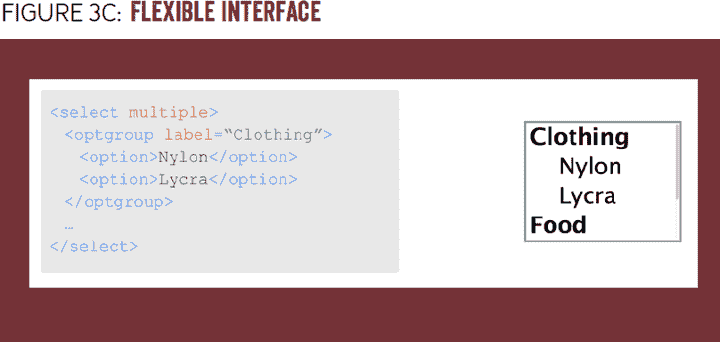 FIGURE 3C: FLEXIBLE INTERFACE
<select multiple>
<optgroup label=“Clothing”>
<option>Nylon</option>
<option>Lycra</option>
</optgroup>
…
</select>
Clothing
Nylon
Lycra
Food